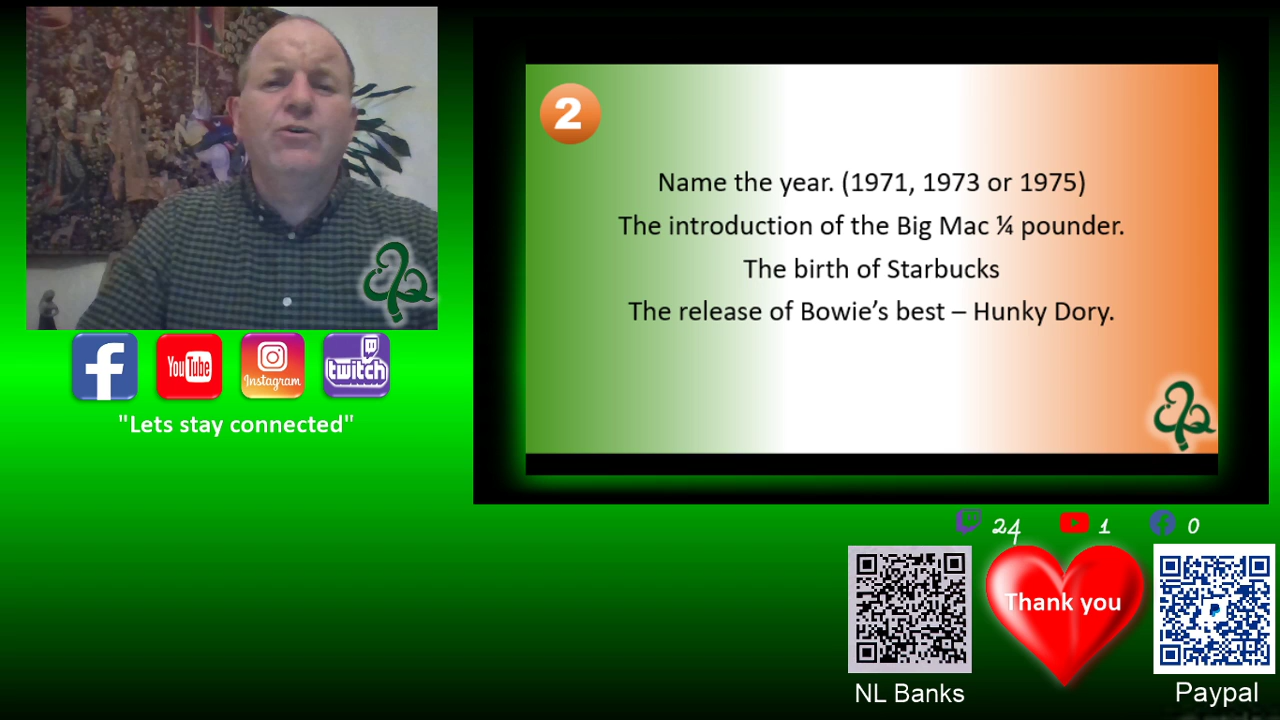 2
Name the year. (1971, 1973 or 1975)
The introduction of the Big Mac ¼ pounder.
The birth of Starbucks
The release of Bowie’s best – Hunky Dory.
f
YouTube
Instagram
twitch
"Lets stay connected"
24
1
0
Thank you
NL Banks
Paypal